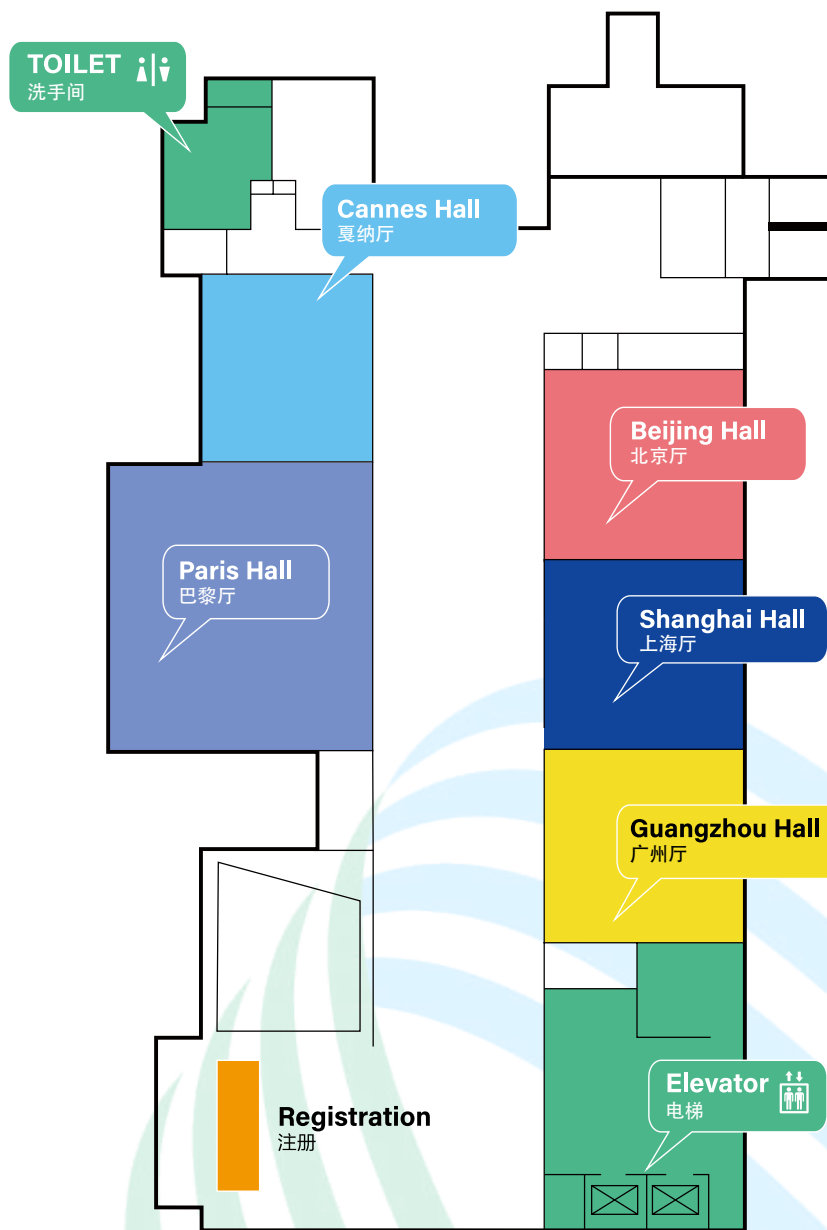 TOILET
洗手间
Cannes Hall
戛纳厅
Beijing Hall
北京厅
Paris Hall
巴黎厅
Shanghai Hall
上海厅
Guangzhou Hall
广州厅
Elevator
电梯
Registration
注册